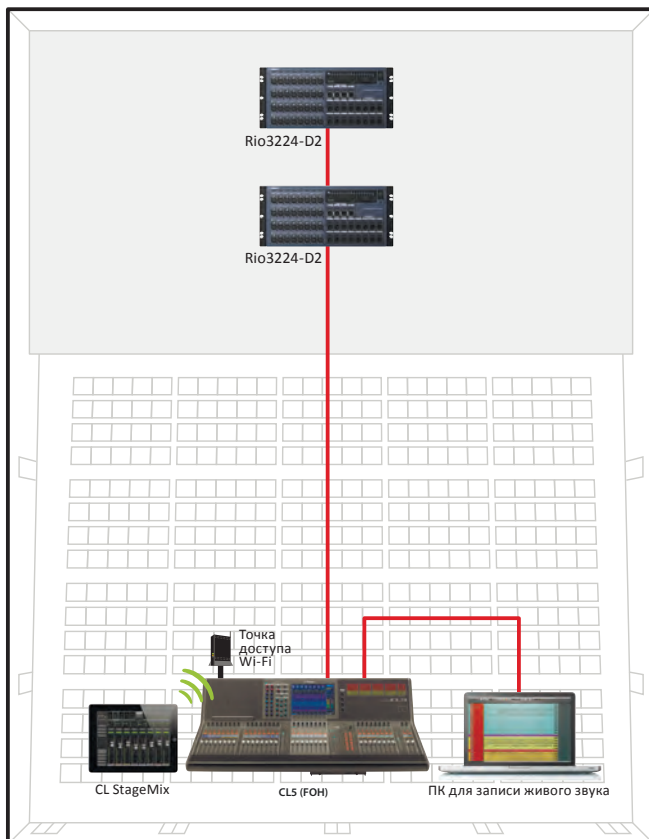 Rio3224-D2
Rio3224-D2
Точка
доступа
Wi-Fi
CL StageMix
CL5 (FOH)
ПК для записи живого звука